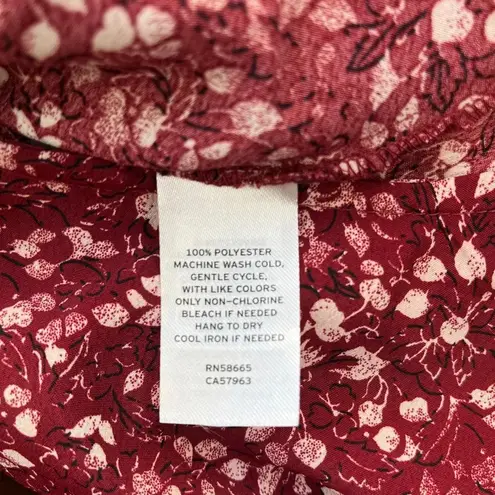 100% POLYESTER
MACHINE WASH COLD,
GENTLE CYCLE,
WITH LIKE COLORS
ONLY NON-CHLORINE
BLEACH IF NEEDED
HANG TO DRY
COOL IRON IF NEEDED
RN58665
CA57963